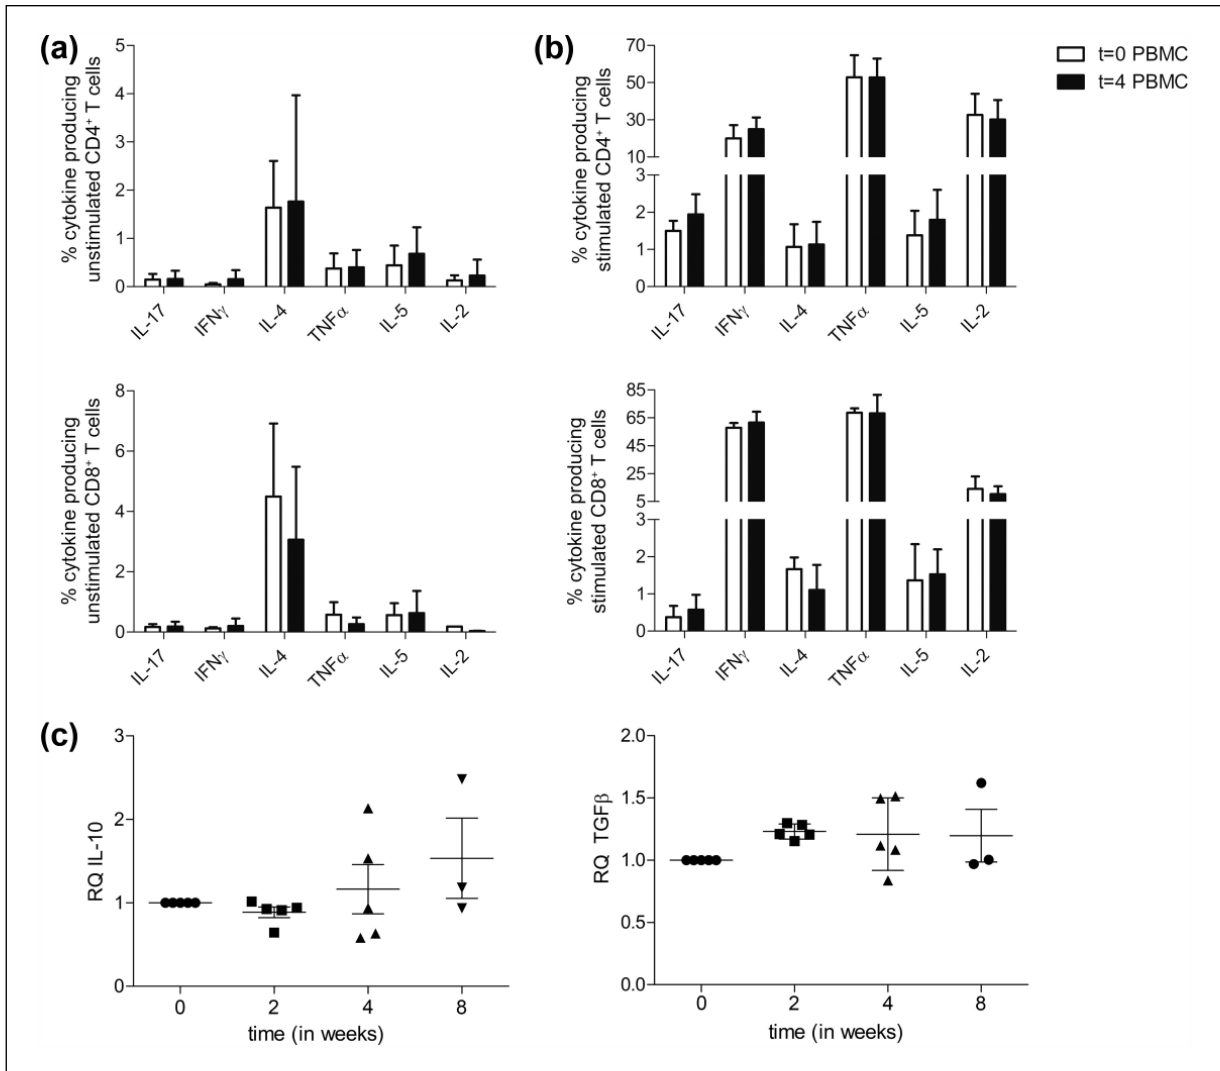 (a)
% cytokine producing
unstimulated CD4+ T cells
5
4
3
2
1
0
IL-17
IFNγ
IL-4
TNFα
IL-5
IL-2
(b)
% cytokine producing
stimulated CD4+ T cells
70
50
30
10
3
2
1
0
IL-17
IFNγ
IL-4
TNFα
IL-5
IL-2
t=0 PBMC
t=4 PBMC
% cytokine producing
unstimulated CD8+ T cells
8
6
4
2
0
IL-17
IFNγ
IL-4
TNFα
IL-5
IL-2
% cytokine producing
stimulated CD8+ T cells
85
65
45
25
5
3
2
1
0
IL-17
IFNγ
IL-4
TNFα
IL-5
IL-2
(c)
RQ IL-10
3
2
1
0
0 2 4 8
time (in weeks)
RQ TGFβ
2.0
1.5
1.0
0.5
0.0
0 2 4 8
time (in weeks)